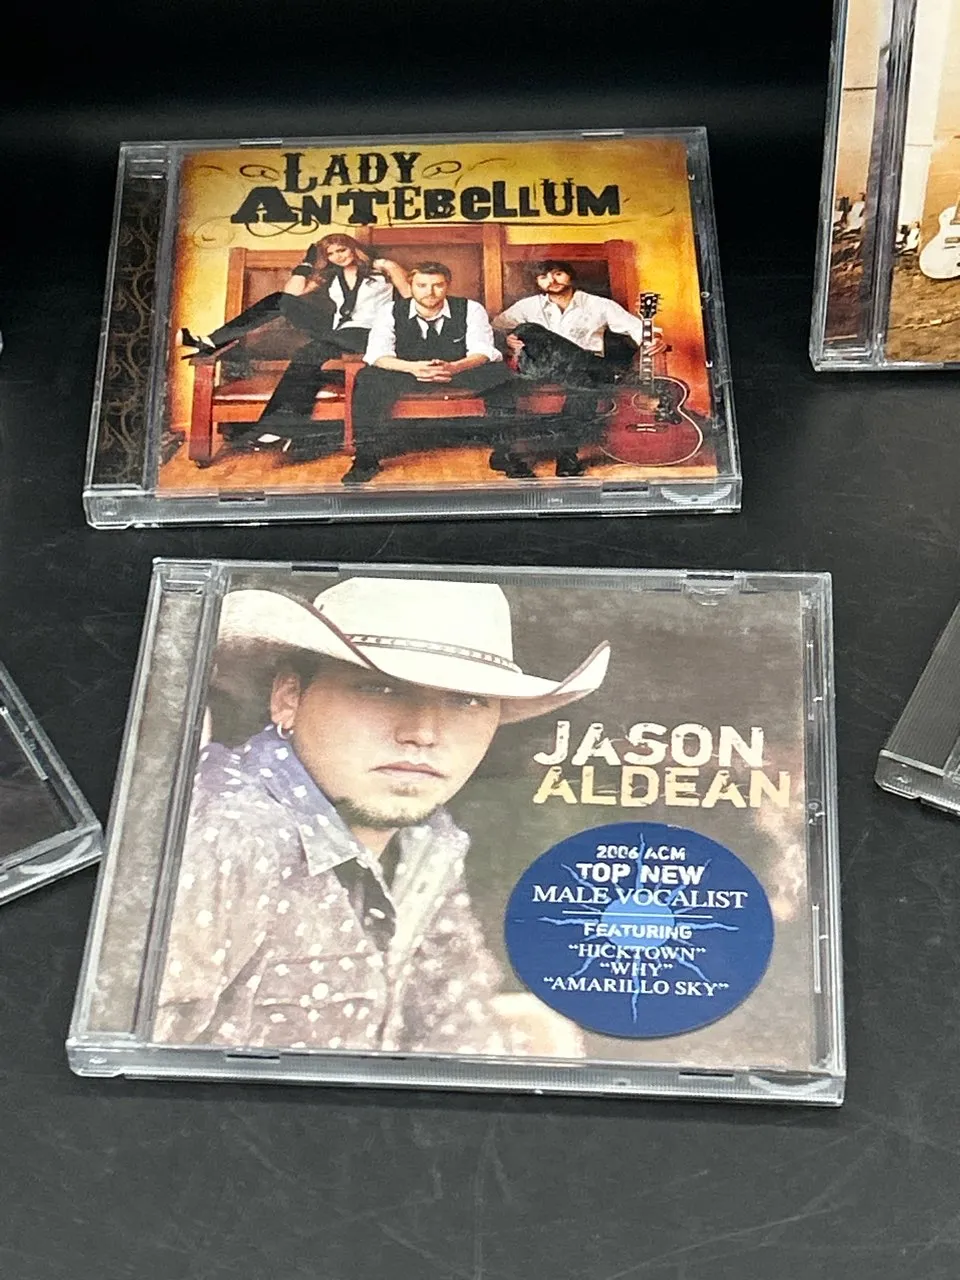 LADY
ANTEBELLUM
JASON
ALDEAN
2006 ACM
TOP NEW
MALE VOCALIST
FEATURING
"HICKTOWN"
"WHY"
"AMARILLO SKY"